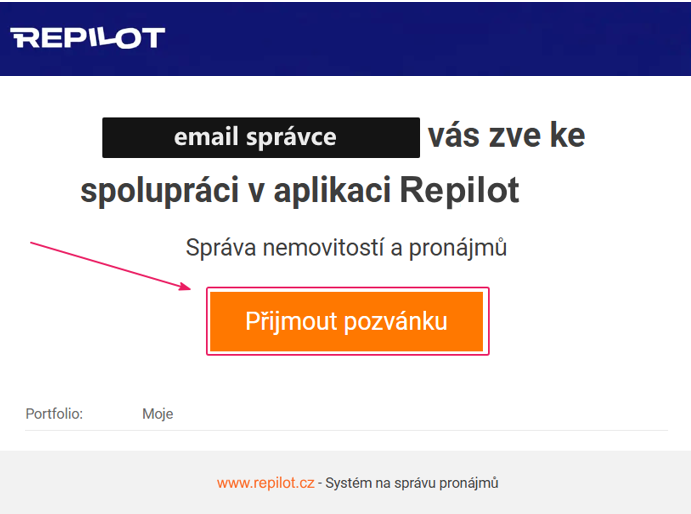 REPILOT
email správce vás zve ke
spolupráci v aplikaci Repilot
Správa nemovitostí a pronájmů
Přijmout pozvánku
Portfolio: Moje
www.repilot.cz - Systém na správu pronájmů